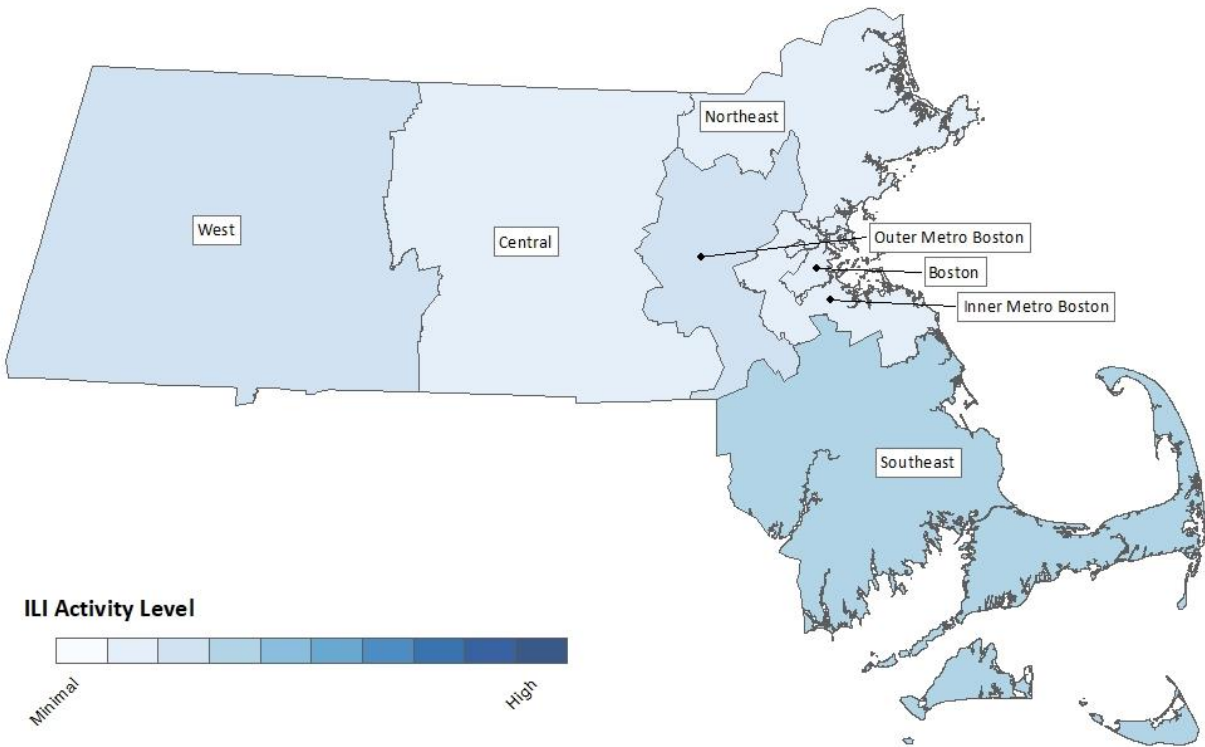 Northeast
West
Central
Outer Metro Boston
Boston
Inner Metro Boston
Southeast
ILI Activity Level
Minimal
High